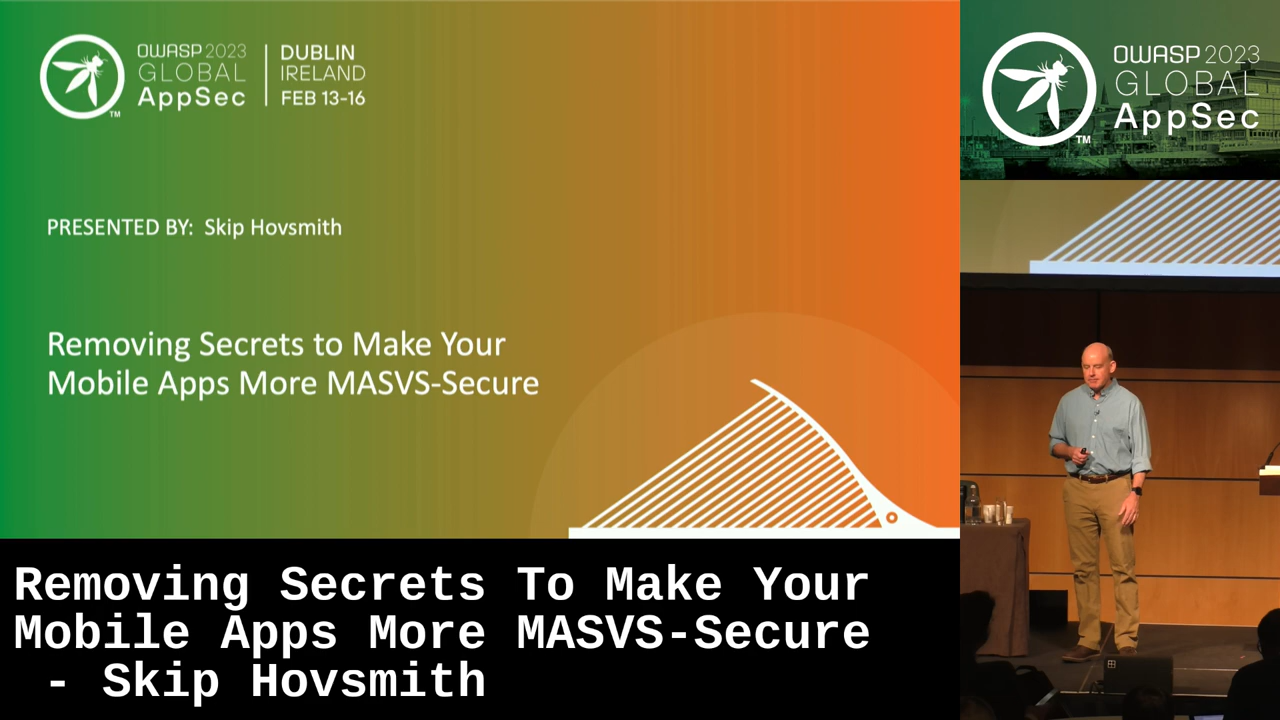 OWASP 2023
GLOBAL
AppSec
TM
DUBLIN
IRELAND
FEB 13-16
PRESENTED BY: Skip Hovsmith
Removing Secrets to Make Your
Mobile Apps More MASVS-Secure
OWASP 2023
GLOBAL
AppSec
TM
Removing Secrets To Make Your
Mobile Apps More MASVS-Secure
- Skip Hovsmith